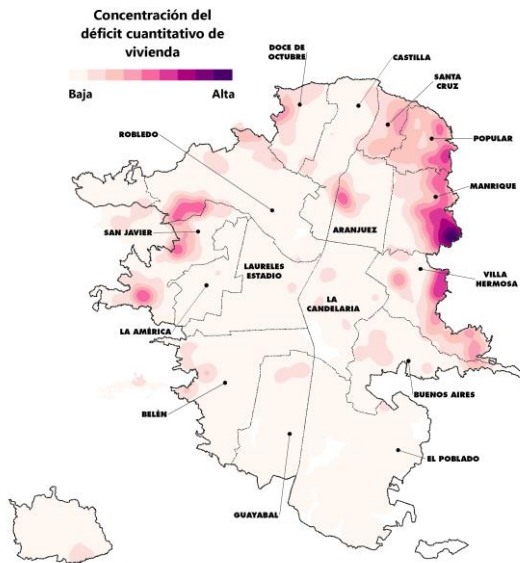 Concentración del
déficit cuantitativo de
vivienda
Baja
Alta
DOCE DE
OCTUBRE
CASTILLA
SANTA
CRUZ
POPULAR
ROBLEDO
MANRIQUE
ARANJUEZ
SAN JAVIER
LAURELES
ESTADIO
VILLA
HERMOSA
LA
CANDELARIA
LA AMÉRICA
BUENOS AIRES
BELÉN
EL POBLADO
GUAYABAL